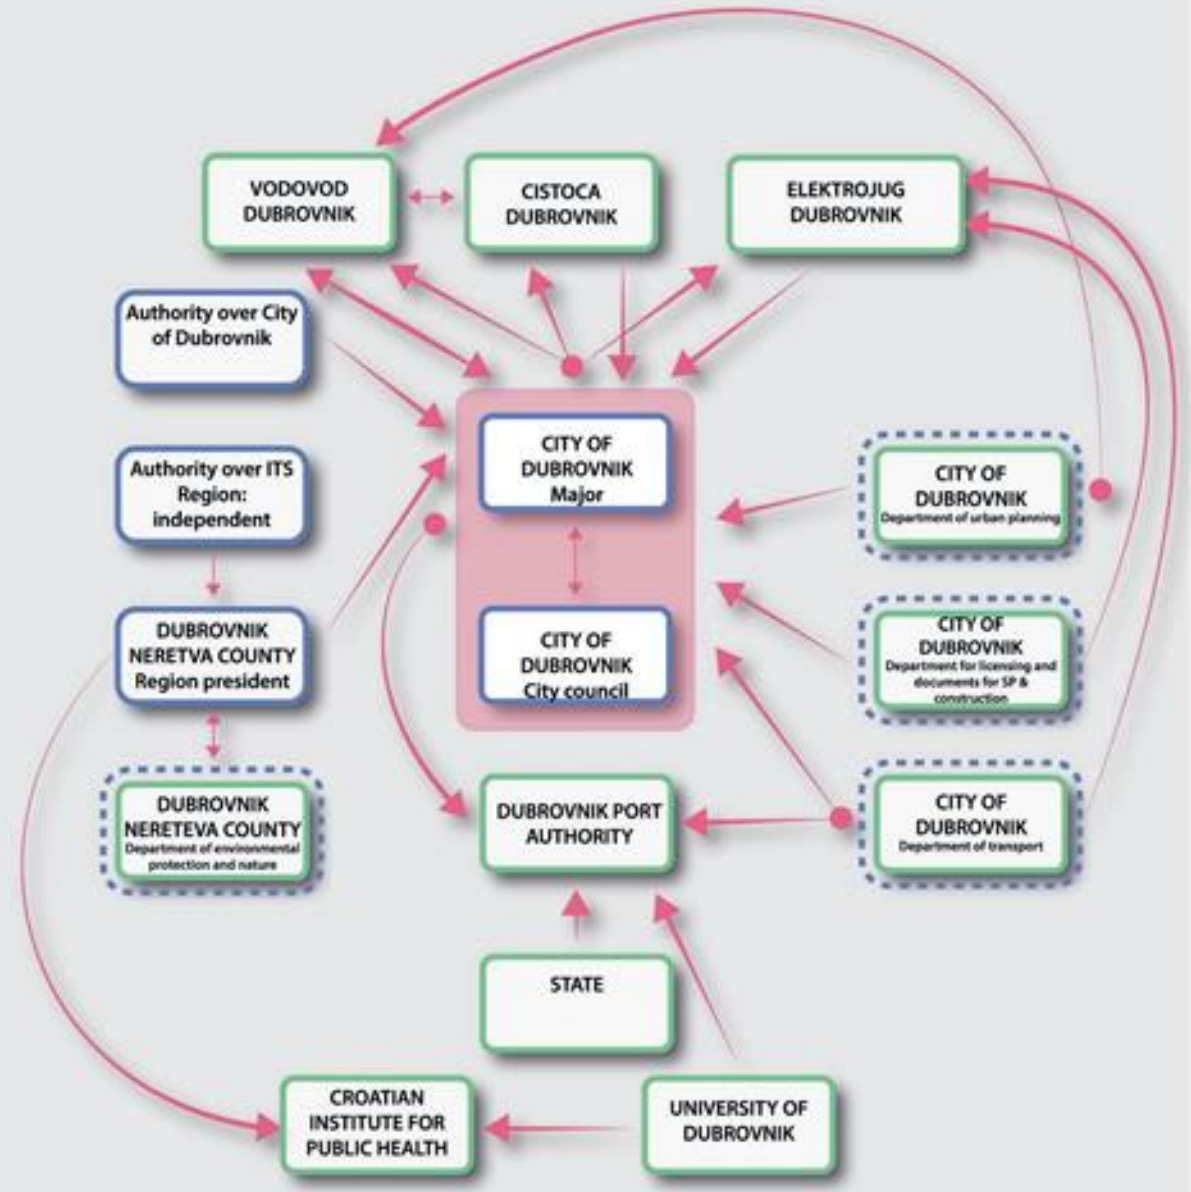 VODOVOD
DUBROVNIK
CISTOCA
DUBROVNIK
ELEKTROJUG
DUBROVNIK
Authority over City
of Dubrovnik
Authority over ITS
Region:
independent
DUBROVNIK
NERETVA COUNTY
Region president
DUBROVNIK
NERETEVA COUNTY
Department of environmental
protection and nature
CITY OF
DUBROVNIK
Major
CITY OF
DUBROVNIK
City council
CITY OF
DUBROVNIK
Department of urban planning
CITY OF
DUBROVNIK
Department for licensing and
documents for SP &
construction
CITY OF
DUBROVNIK
Department of transport
DUBROVNIK PORT
AUTHORITY
STATE
CROATIAN
INSTITUTE FOR
PUBLIC HEALTH
UNIVERSITY OF
DUBROVNIK